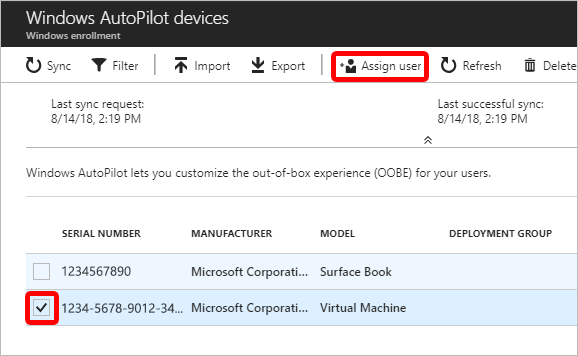 Windows AutoPilot devices
Windows enrollment
Sync Filter Import Export Assign user Refresh Delete
Last sync request: Last successful sync:
8/14/18, 2:19 PM 8/14/18, 2:19 PM
Windows AutoPilot lets you customize the out-of-box experience (OOBE) for your users.
SERIAL NUMBER MANUFACTURER MODEL DEPLOYMENT GROUP
1234567890 Microsoft Corporati... Surface Book
1234-5678-9012-34... Microsoft Corporati... Virtual Machine